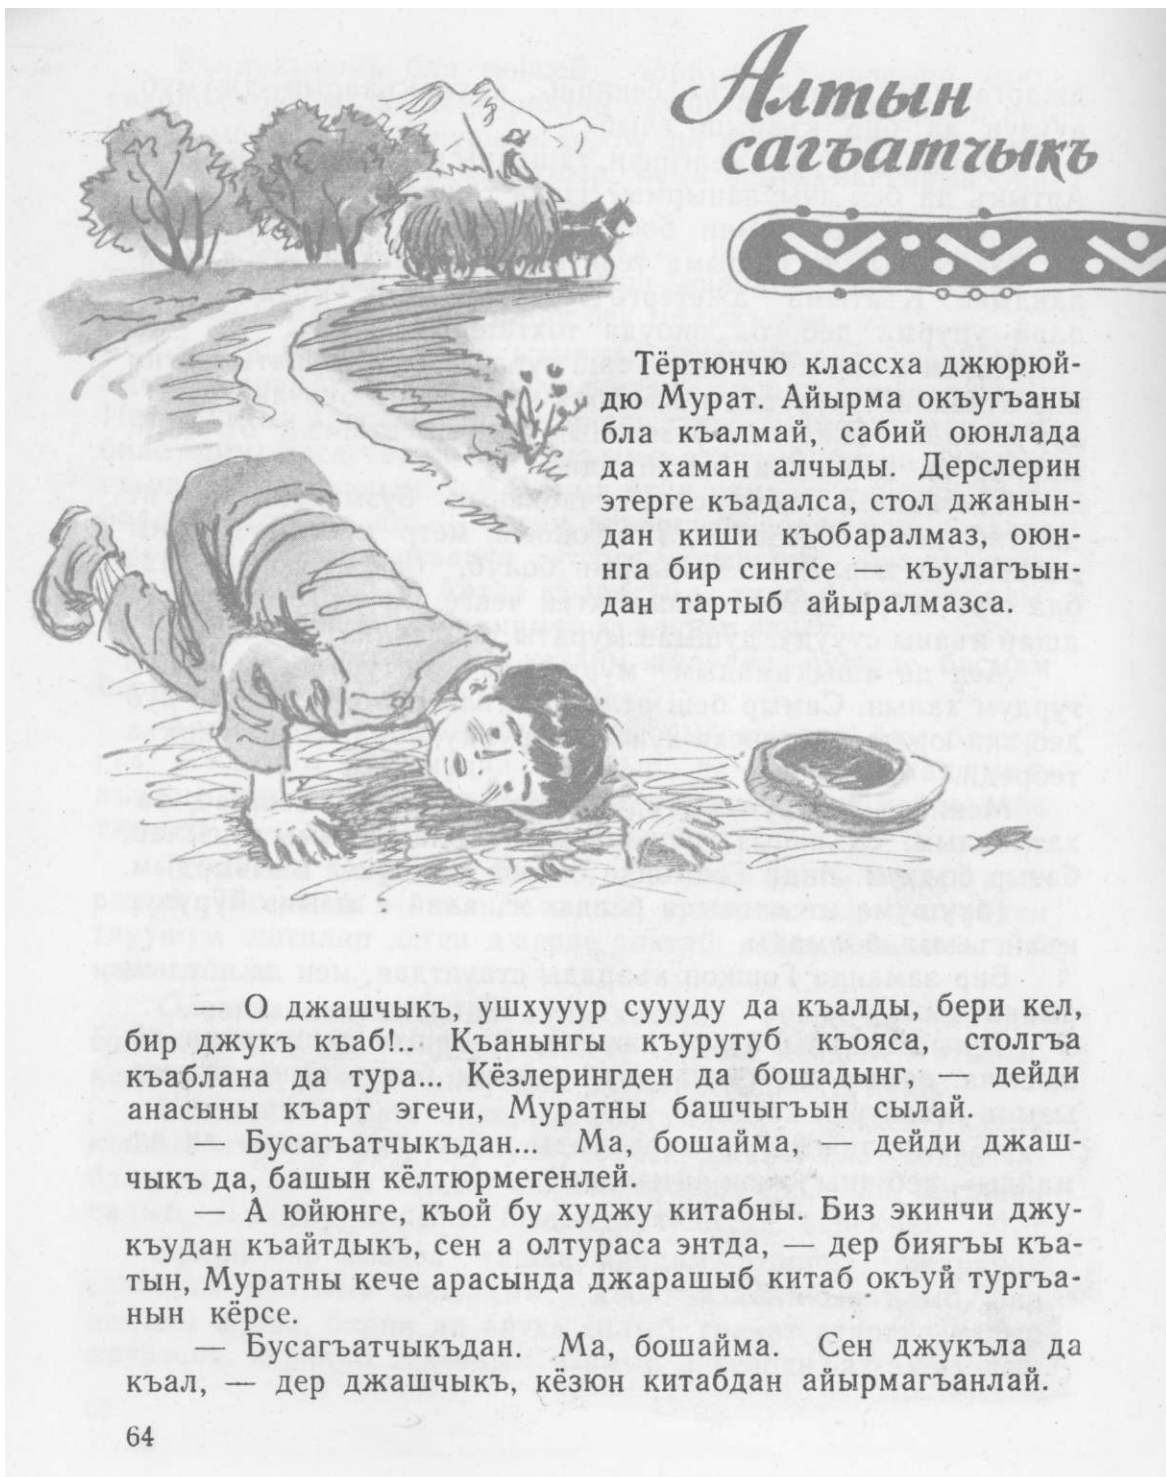 Алтын
сагъатчыкъ
Тёртюнчю классха джюрюй-
дю Мурат. Айырма окъугъаны
бла къалмай, сабий оюнлада
да хаман алчыды. Дерслерин
этерге къадалса, стол джанын-
дан киши къобаралмаз, оюн-
нга бир сингсе — къулагъын-
дан тартыб айыралмазса.
— О джашчыкъ, ушхууур суууду да къалды, бери кел,
бир джукъ къаб!.. Къанынгы къурутуб къояса, столгъа
къаблана да тура... Кёзлерингден да бошадынг, — дейди
анасыны къарт эгечи, Муратны башчыгъын сылай.
— Бусагъатчыкъдан... Ма, бошайма, — дейди джаш-
чыкъ да, башын кёлтюрмегенлей.
— А юйюнге, къой бу худжу китабны. Биз экинчи джу-
къудан къайтдыкъ, сен а олтураса энтда, — дер биягъы къа-
тын, Муратны кече арасында джарашыб китаб окъуй тургъа-
нын кёрсе.
— Бусагъатчыкъдан. Ма, бошайма. Сен джукъла да
къал, — дер джашчыкъ, кёзюн китабдан айырмагъанлай.
64